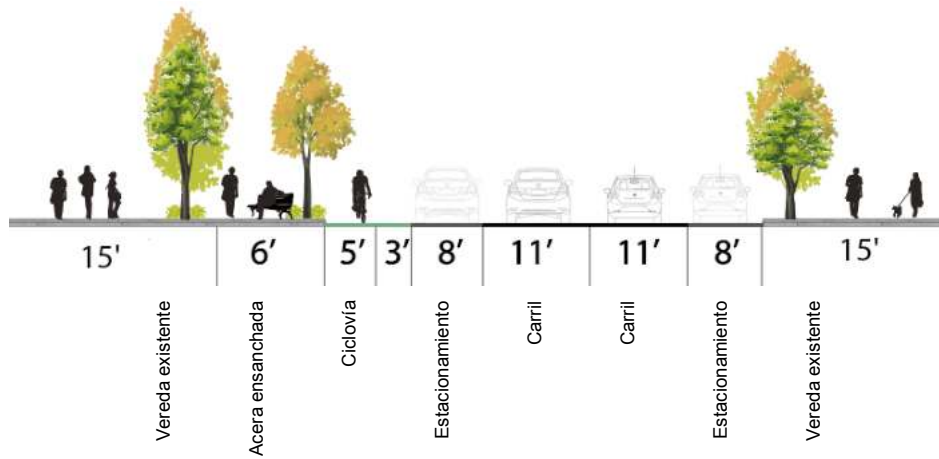 15'
6’
5’
3’
8’
11’
11’
8’
15'
Vereda existente
Acera ensanchada
Ciclovía
Estacionamiento
Carril
Carril
Estacionamiento
Vereda existente